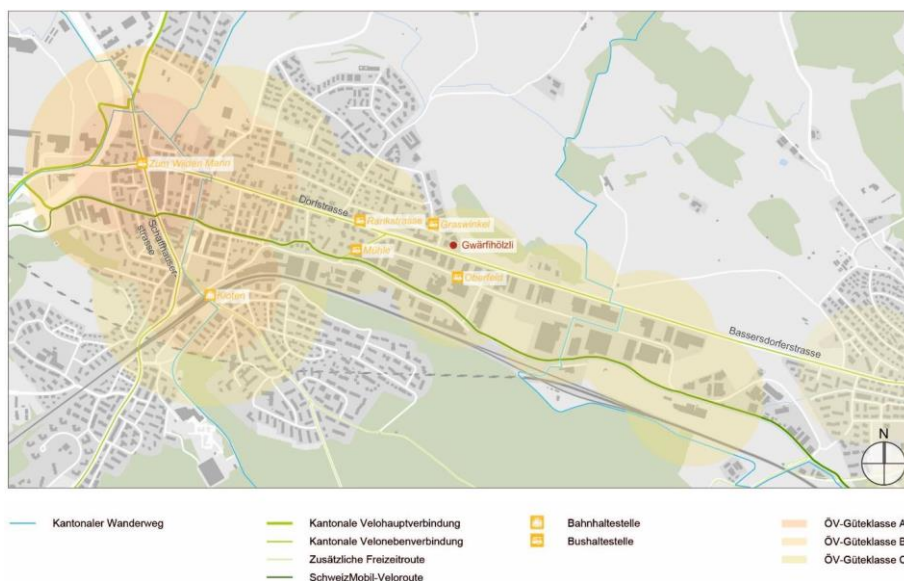 Zum Wilden Mann
Dorfstrasse
Rankstrasse
Graswinkel
Gwärfihölzli
Mühle
Oberfeld
Schaffhauser
Strasse
Kloten
Bassersdorferstrasse
N
Kantonaler Wanderweg
Kantonale Velohauptverbindung
Kantonale Velonebenverbindung
Zusätzliche Freizeitroute
SchweizMobil-Veloroute
Bahnhaltestelle
Bushaltestelle
ÖV-Güteklasse A
ÖV-Güteklasse B
ÖV-Güteklasse C